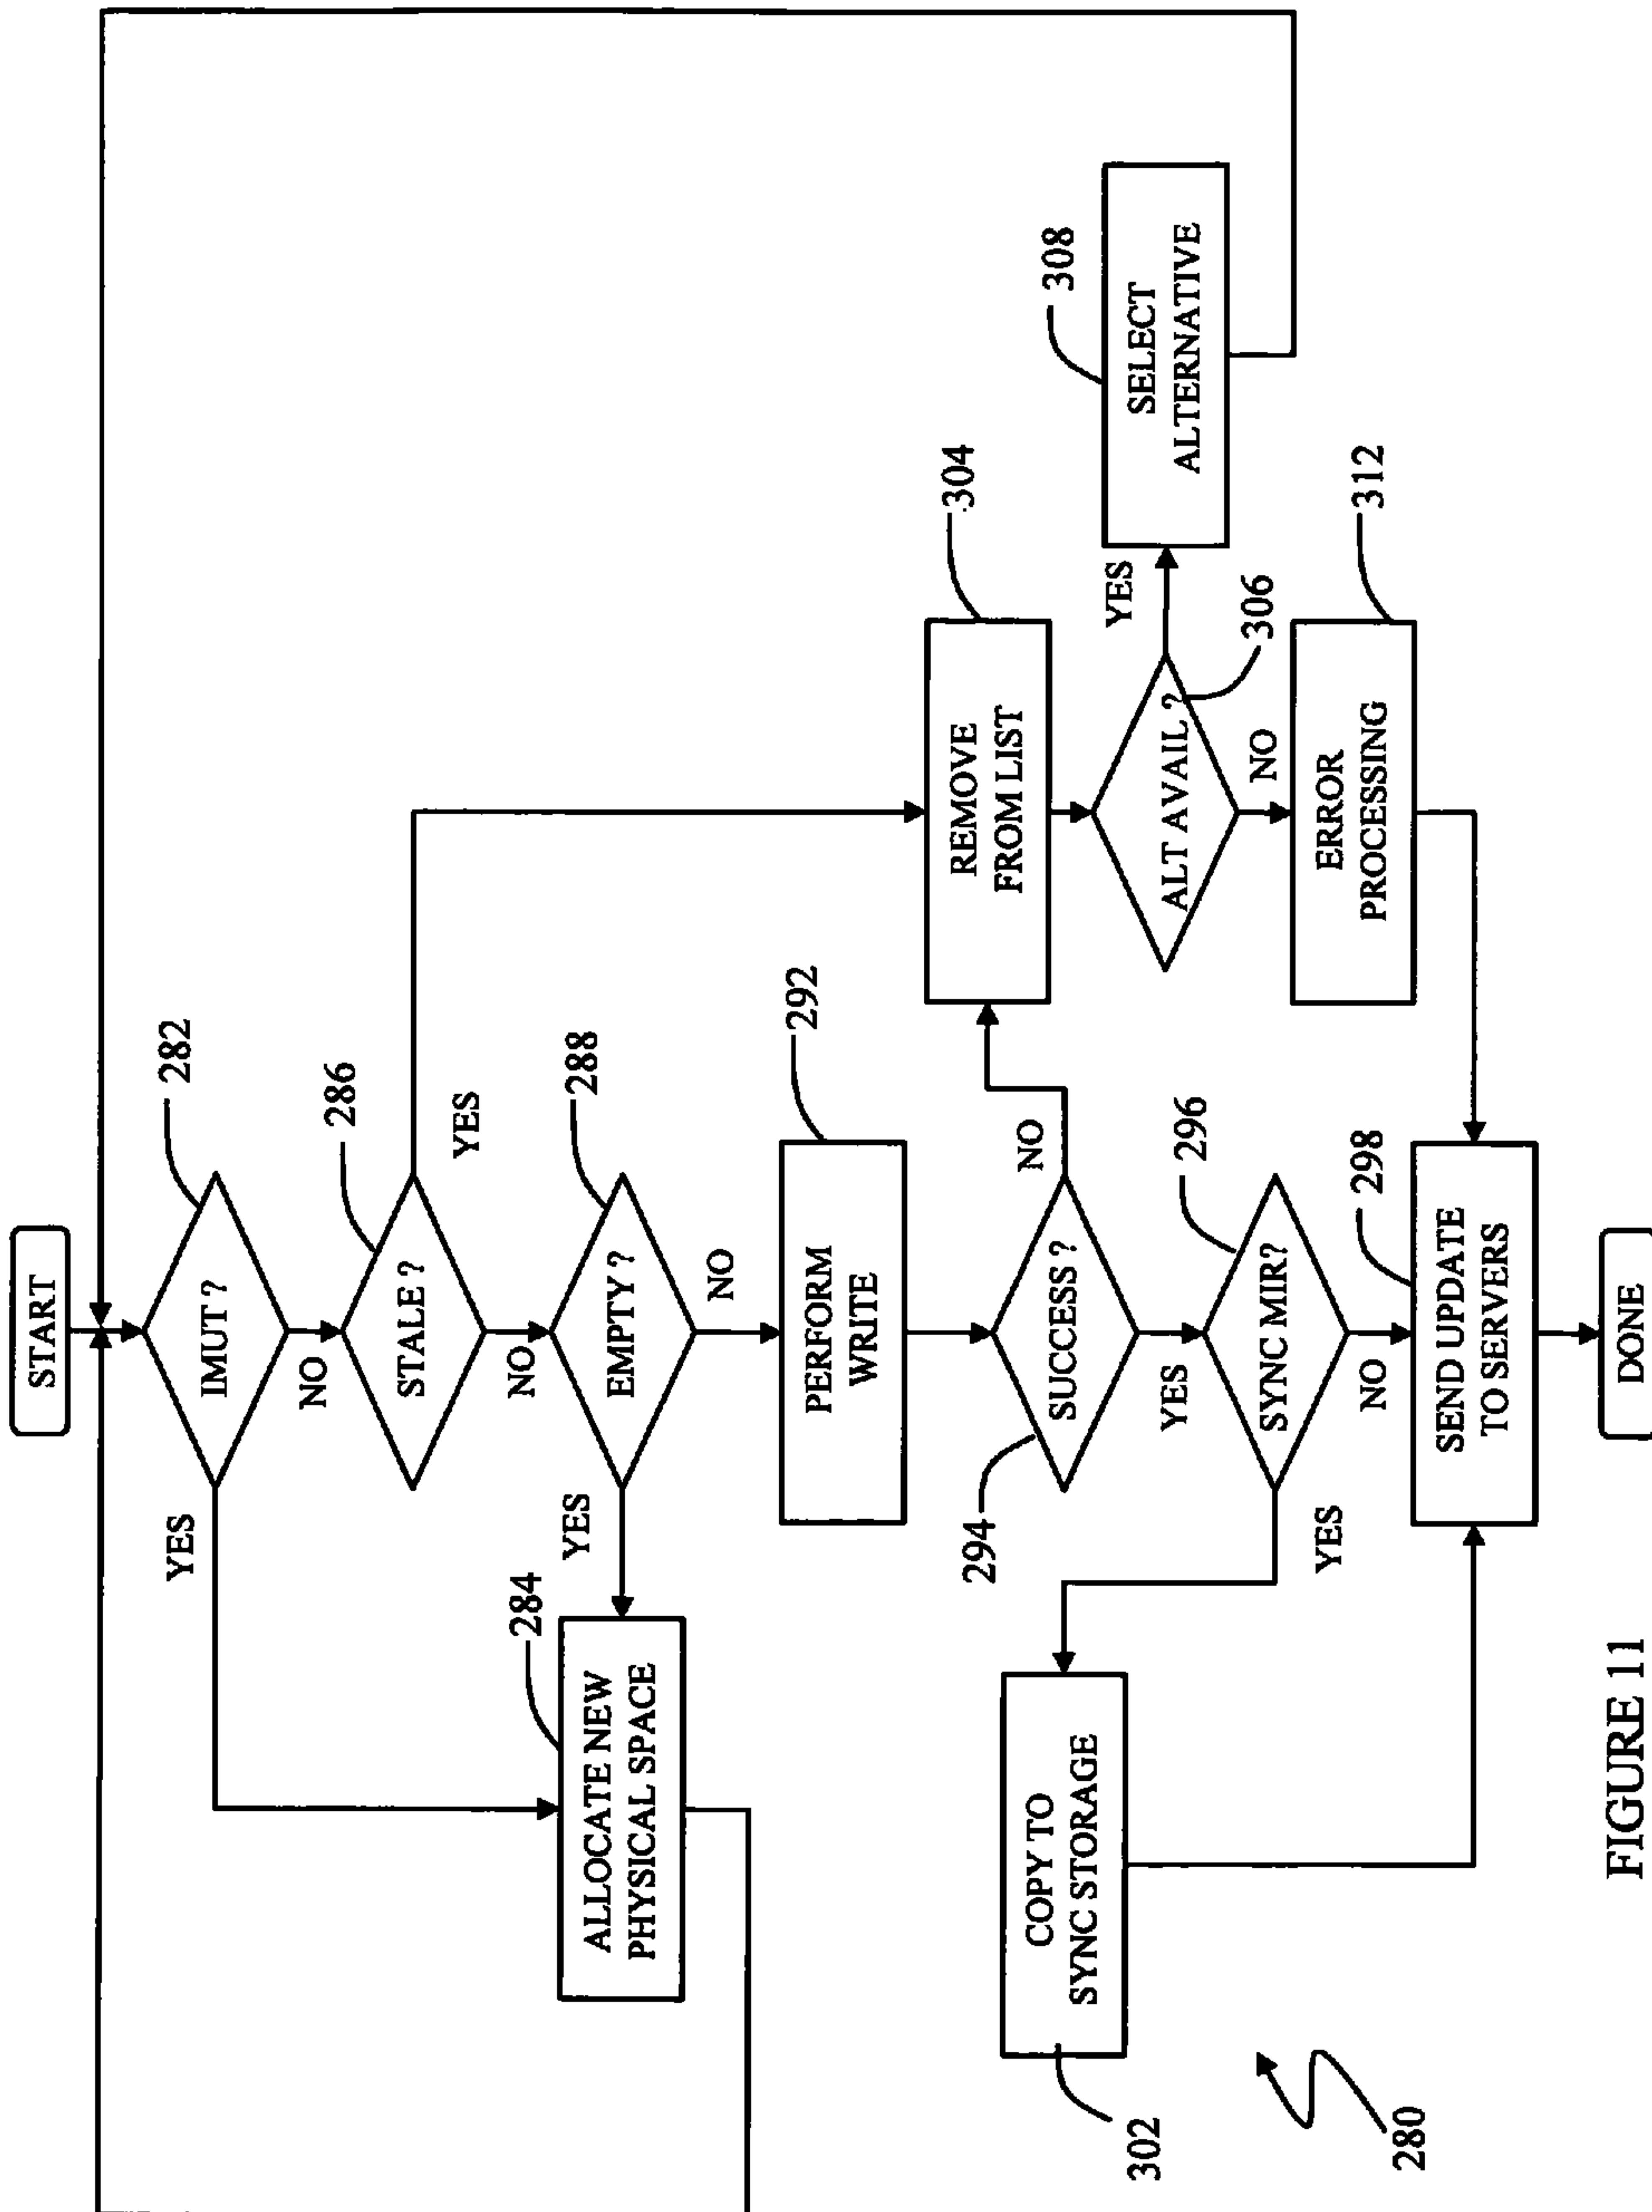 START
IMUT ?
282
YES
NO
STALE ?
286
YES
NO
EMPTY ?
288
YES
NO
ALLOCATE NEW
PHYSICAL SPACE
284
PERFORM
WRITE
292
SUCCESS ?
294
NO
YES
REMOVE
FROM LIST
304
ALT AVAIL ?
306
YES
NO
SELECT
ALTERNATIVE
308
ERROR
PROCESSING
312
SYNC MIR?
296
YES
NO
COPY TO
SYNC STORAGE
302
SEND UPDATE
TO SERVERS
298
DONE
280
FIGURE 11